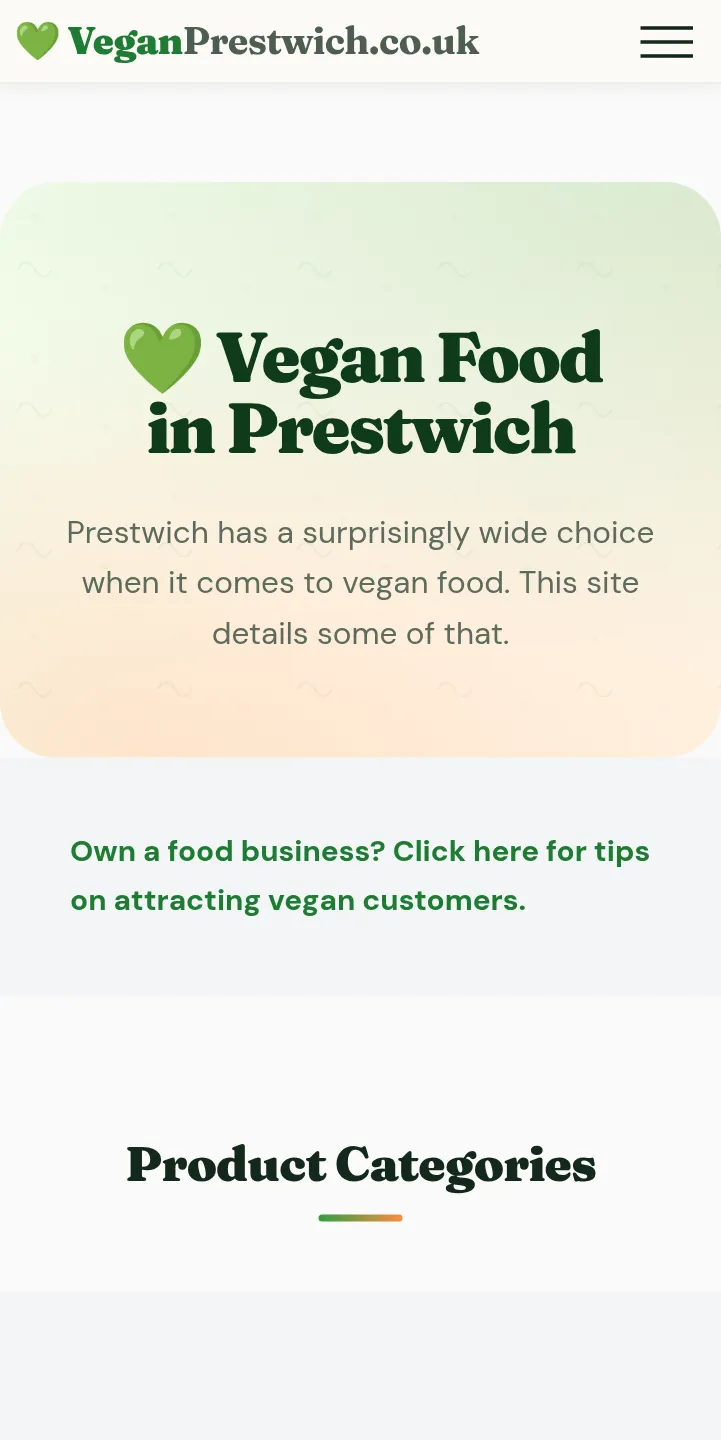 💚 VeganPrestwich.co.uk
💚 Vegan Food
in Prestwich
Prestwich has a surprisingly wide choice
when it comes to vegan food. This site
details some of that.
Own a food business? Click here for tips
on attracting vegan customers.
Product Categories